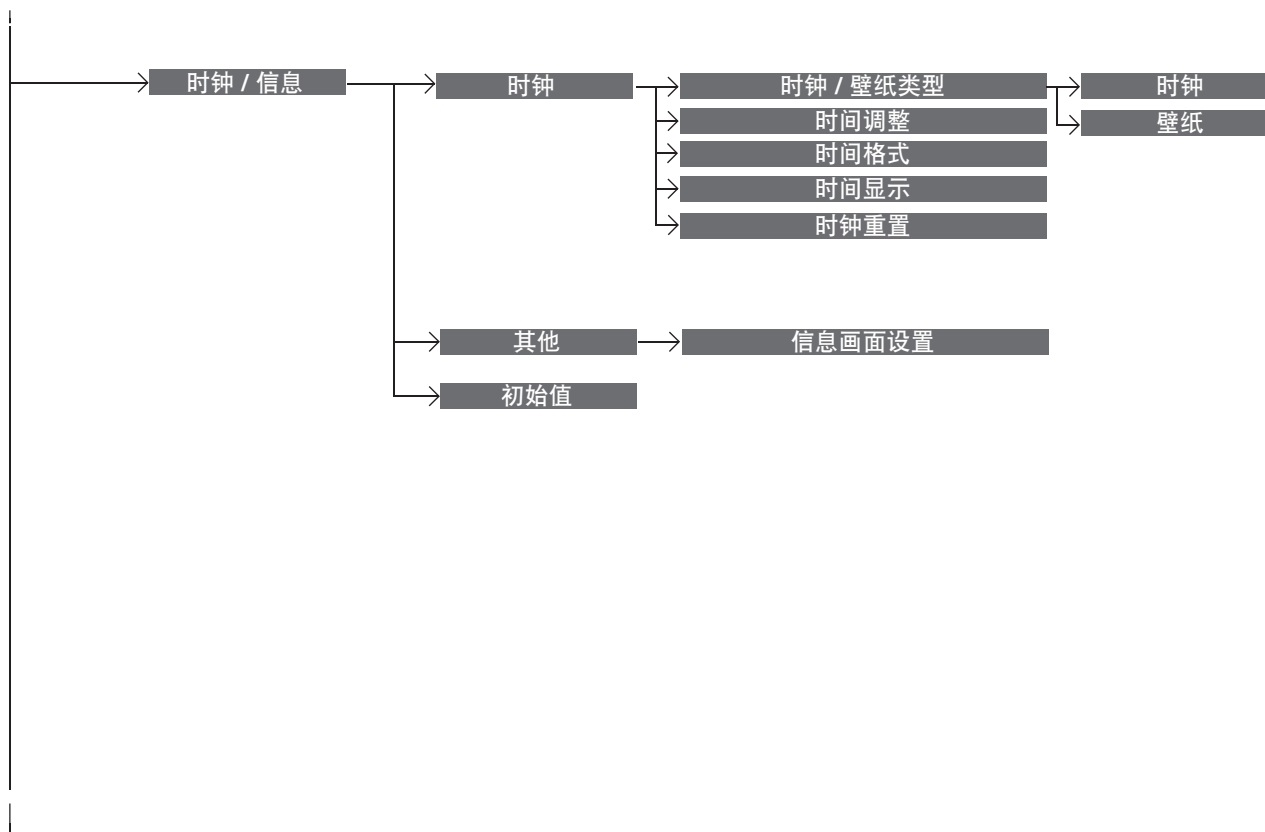 时钟 / 信息
时钟
时钟 / 壁纸类型
时钟
壁纸
时间调整
时间格式
时间显示
时钟重置
其他
信息画面设置
初始值